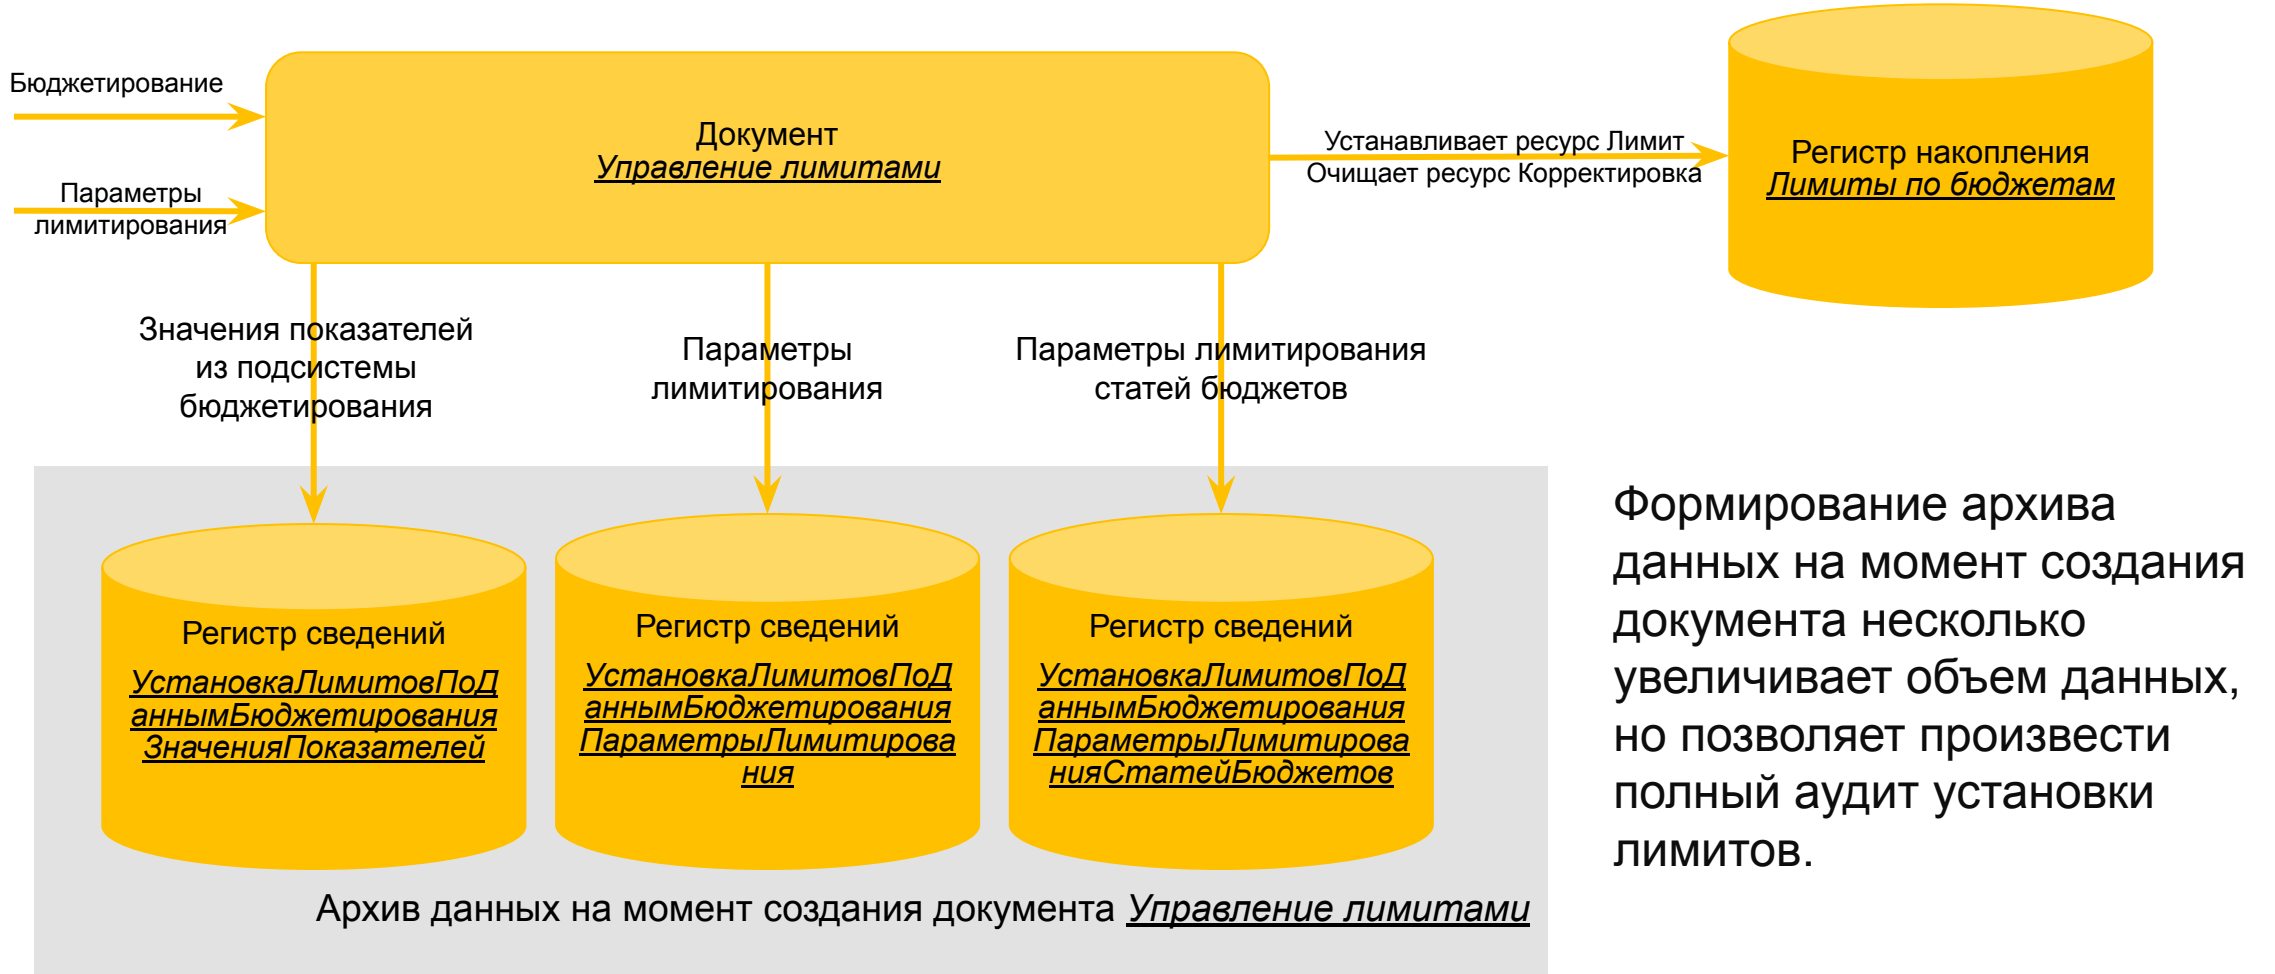 Бюджетирование
Параметры
лимитирования
Документ
Управление лимитами
Устанавливает ресурс Лимит
Очищает ресурс Корректировка
Регистр накопления
Лимиты по бюджетам
Значения показателей
из подсистемы
бюджетирования
Параметры
лимитирования
Параметры лимитирования
статей бюджетов
Регистр сведений
УстановкаЛимитовПоД
аннымБюджетирования
ЗначенияПоказателей
Регистр сведений
УстановкаЛимитовПоД
аннымБюджетирования
ПараметрыЛимитирова
ния
Регистр сведений
УстановкаЛимитовПоД
аннымБюджетирования
ПараметрыЛимитирова
нияСтатейБюджетов
Архив данных на момент создания документа Управление лимитами
Формирование архива
данных на момент создания
документа несколько
увеличивает объем данных,
но позволяет произвести
полный аудит установки
лимитов.